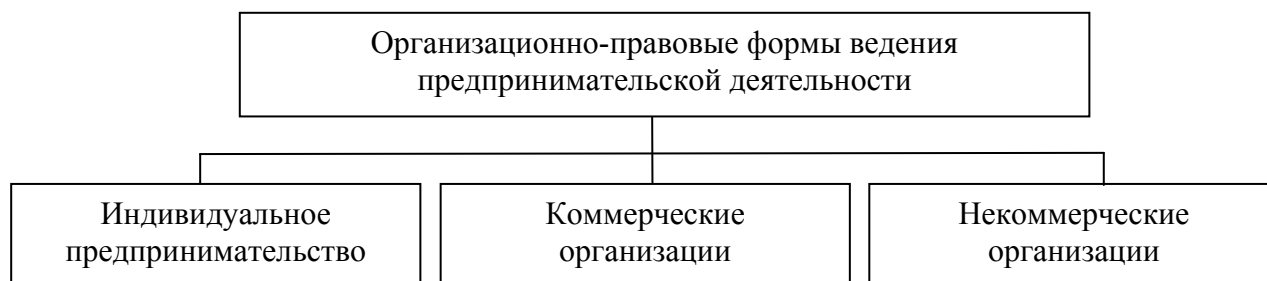 Организационно-правовые формы ведения
предпринимательской деятельности
Индивидуальное
предпринимательство
Коммерческие
организации
Некоммерческие
организации